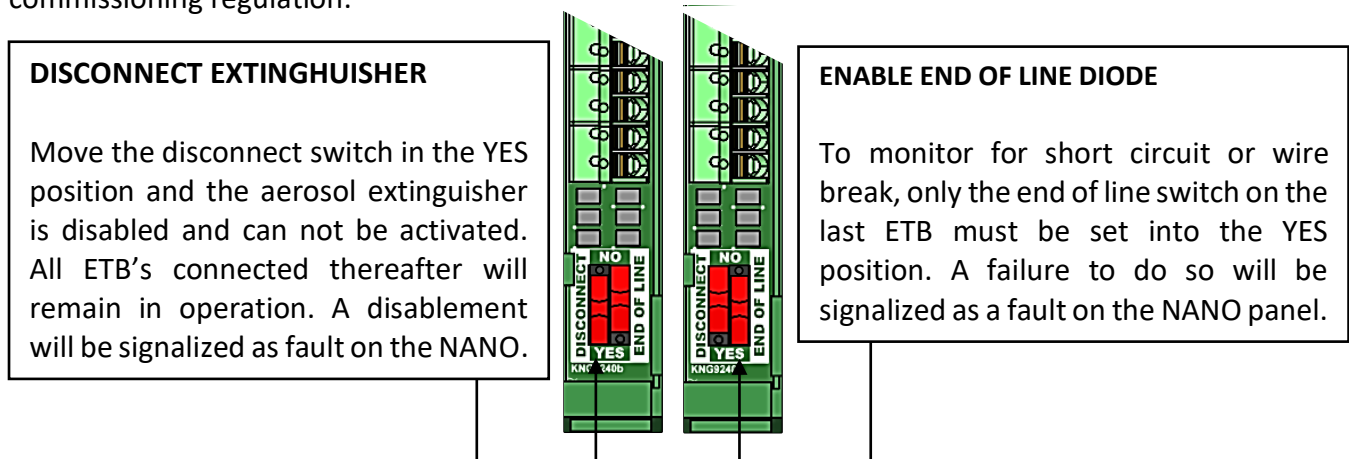 commissioning regulation.
DISCONNECT EXTINGHUISHER
Move the disconnect switch in the YES
position and the aerosol extinguisher
is disabled and can not be activated.
All ETB’s connected thereafter will
remain in operation. A disablement
will be signalized as fault on the NANO.
NO
DISCONNECT
END OF LINE
YES
NO
DISCONNECT
END OF LINE
YES
ENABLE END OF LINE DIODE
To monitor for short circuit or wire
break, only the end of line switch on the
last ETB must be set into the YES
position. A failure to do so will be
signalized as a fault on the NANO panel.